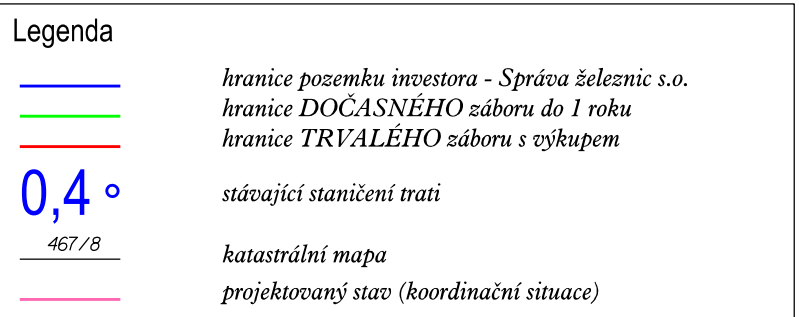 Legenda
hranice pozemku investora - Správa železnic s.o.
hranice DOČASNÉHO záboru do 1 roku
hranice TRVALÉHO záboru s výkupem
0,4 ° stávající staničení trati
467/8 katastrální mapa
projektovaný stav (koordinační situace)